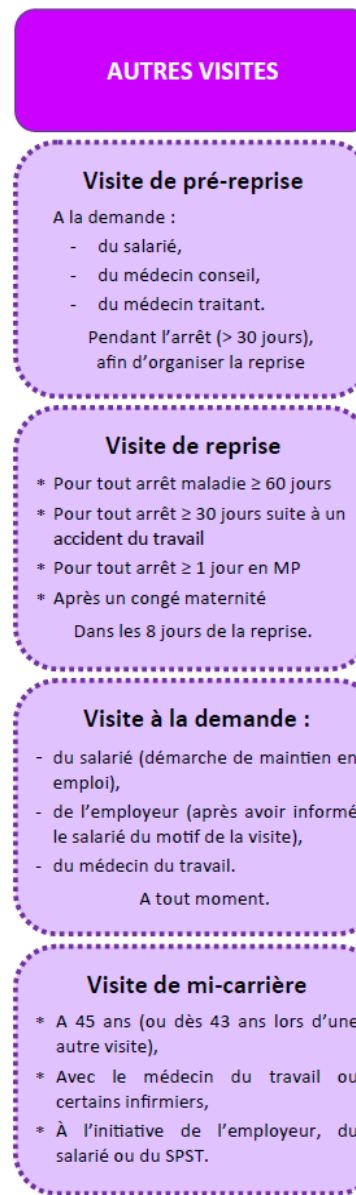 AUTRES VISITES
Visite de pré-reprise
A la demande :
- du salarié,
- du médecin conseil,
- du médecin traitant.
Pendant l'arrêt (> 30 jours),
afin d'organiser la reprise
Visite de reprise
* Pour tout arrêt maladie ≥ 60 jours
* Pour tout arrêt ≥ 30 jours suite à un
accident du travail
* Pour tout arrêt ≥ 1 jour en MP
* Après un congé maternité
Dans les 8 jours de la reprise.
Visite à la demande :
- du salarié (démarche de maintien en
emploi),
- de l'employeur (après avoir informé
le salarié du motif de la visite),
- du médecin du travail.
A tout moment.
Visite de mi-carrière
* A 45 ans (ou dès 43 ans lors d'une
autre visite),
* Avec le médecin du travail ou
certains infirmiers,
* À l'initiative de l'employeur, du
salarié ou du SPST.